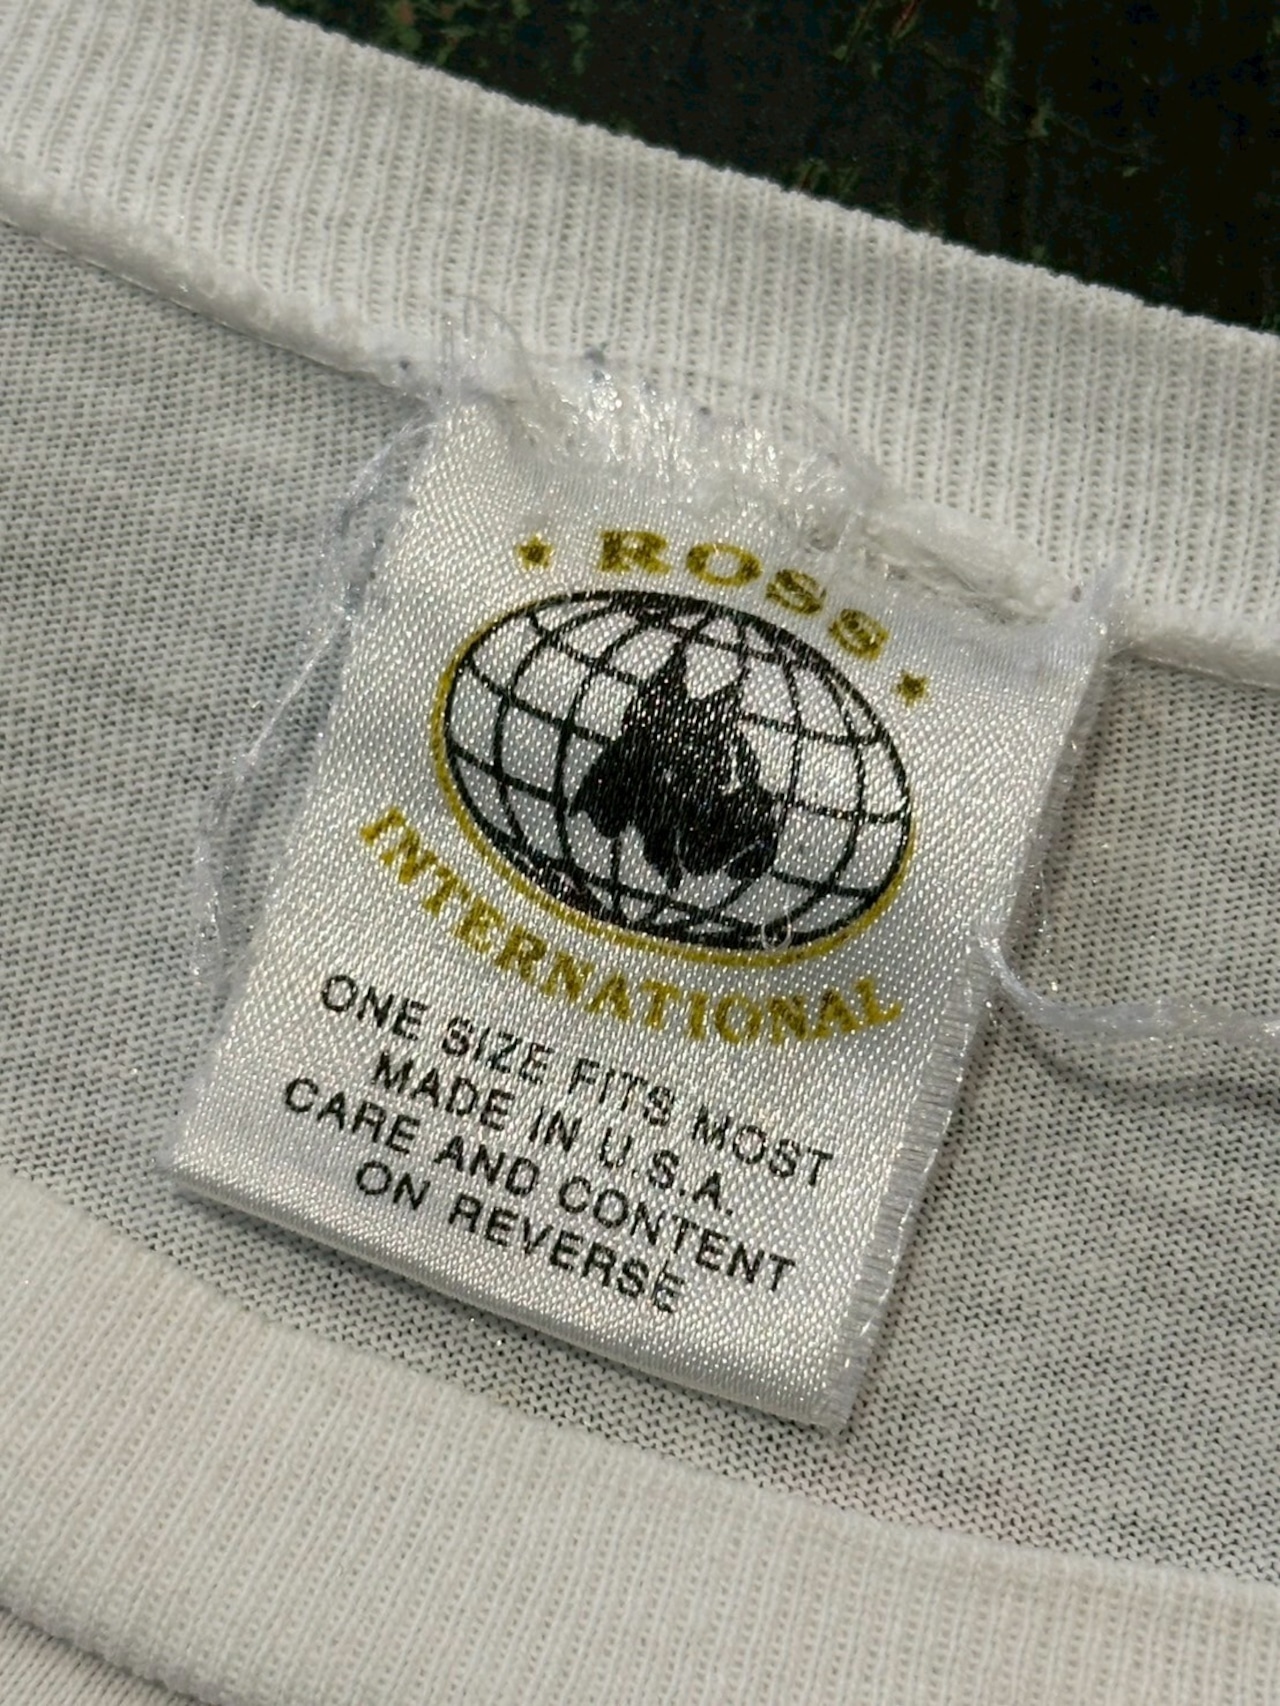 ROSS
INTERNATIONAL
ONE SIZE FITS MOST
MADE IN U.S.A.
CARE AND CONTENT
ON REVERSE